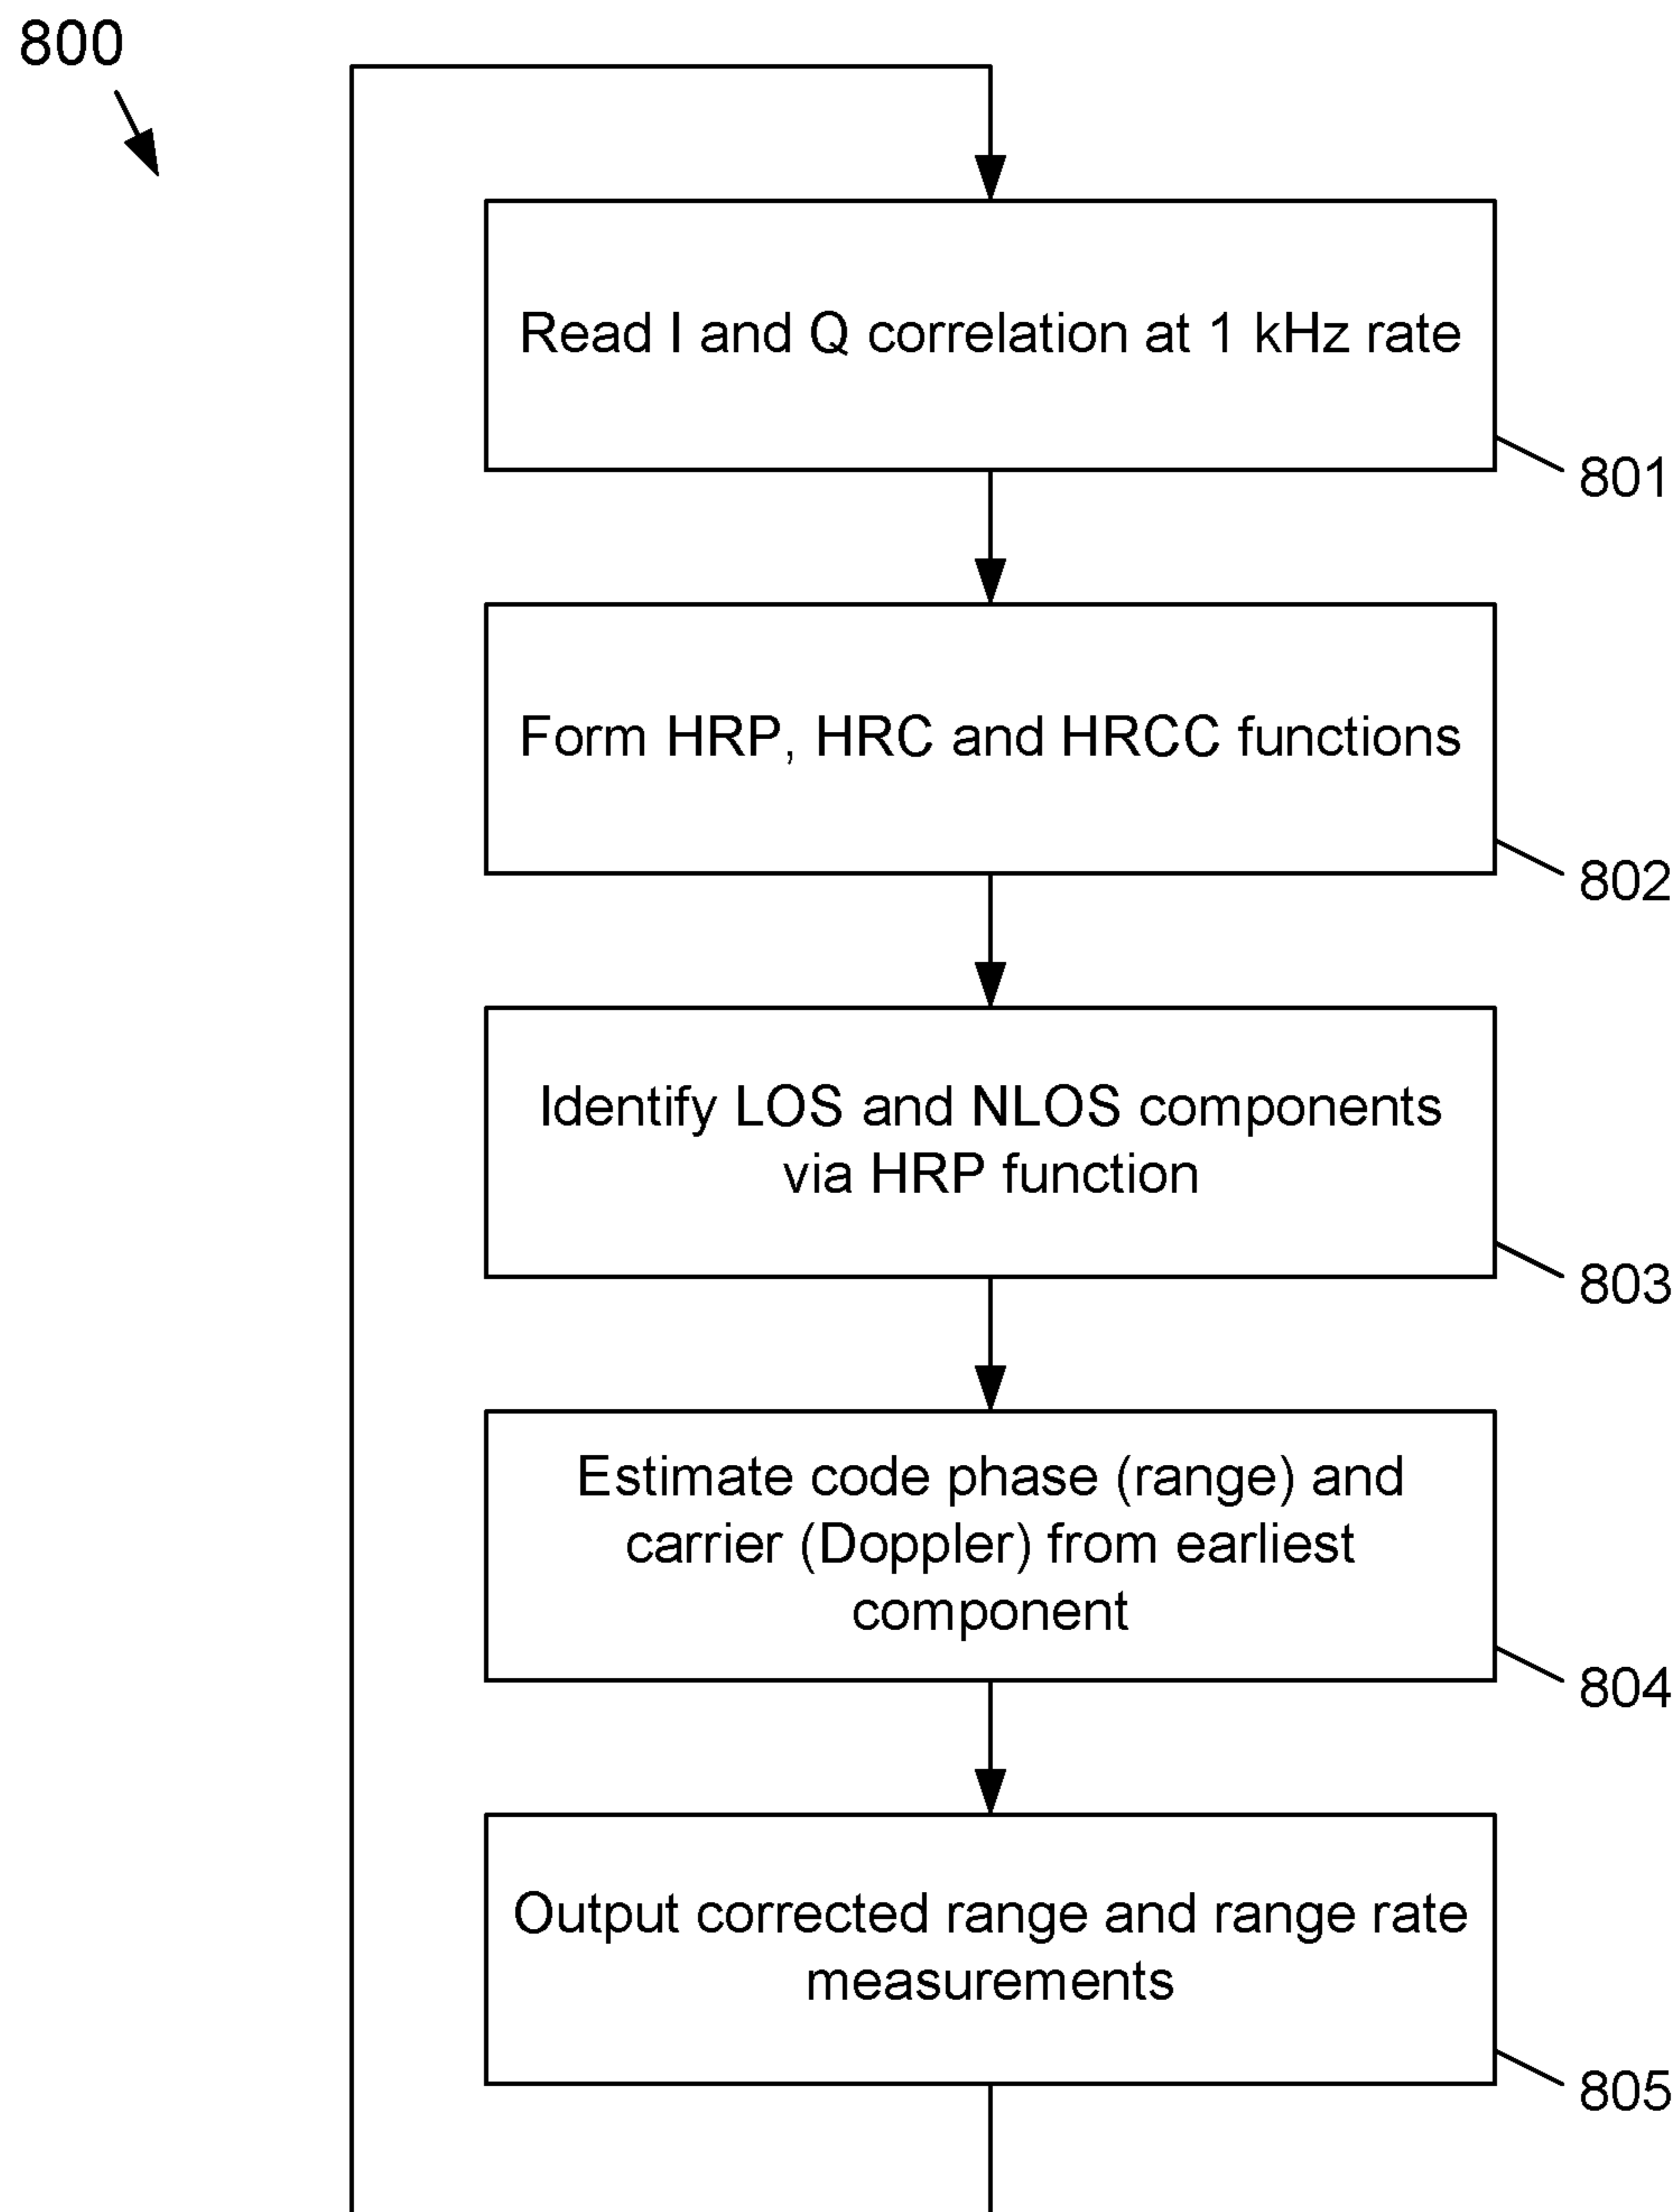 800
Read I and Q correlation at 1 kHz rate
801
Form HRP, HRC and HRCC functions
802
Identify LOS and NLOS components
via HRP function
803
Estimate code phase (range) and
carrier (Doppler) from earliest
component
804
Output corrected range and range rate
measurements
805